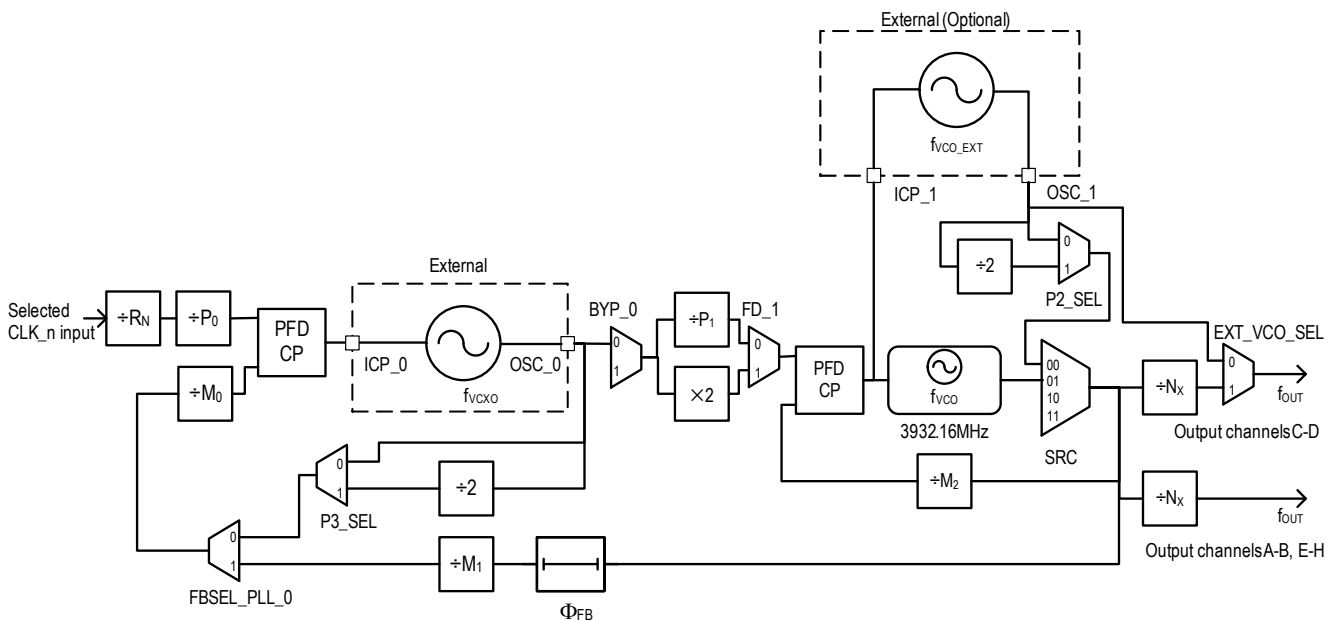 External (Optional)
fVCO_EXT
ICP_1
OSC_1
÷2
0
1
P2_SEL
EXT_VCO_SEL
0
1
fOUT
Output channelsC-D
External
Selected
CLK_n input
÷RN
÷P0
PFD
CP
ICP_0
OSC_0
fVCXO
BYP_0
0
1
÷P1
×2
FD_1
0
1
PFD
CP
fVCO
3932.16MHz
00
01
10
11
SRC
÷NX
÷M0
÷M2
÷NX
fOUT
Output channelsA-B, E-H
0
1
P3_SEL
÷2
0
1
FBSEL_PLL_0
÷M1
ΦFB